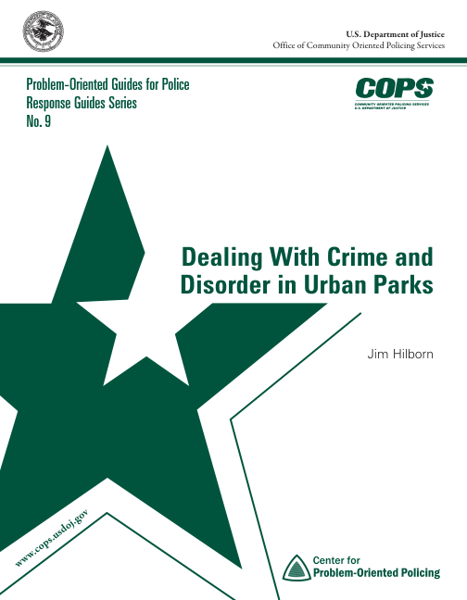 U.S. Department of Justice
Office of Community Oriented Policing Services
Problem-Oriented Guides for Police
Response Guides Series
No. 9
COPS
COMMUNITY ORIENTED POLICING SERVICES
U.S. DEPARTMENT OF JUSTICE
Dealing With Crime and
Disorder in Urban Parks
Jim Hilborn
www.cops.usdoj.gov
Center for
Problem-Oriented Policing